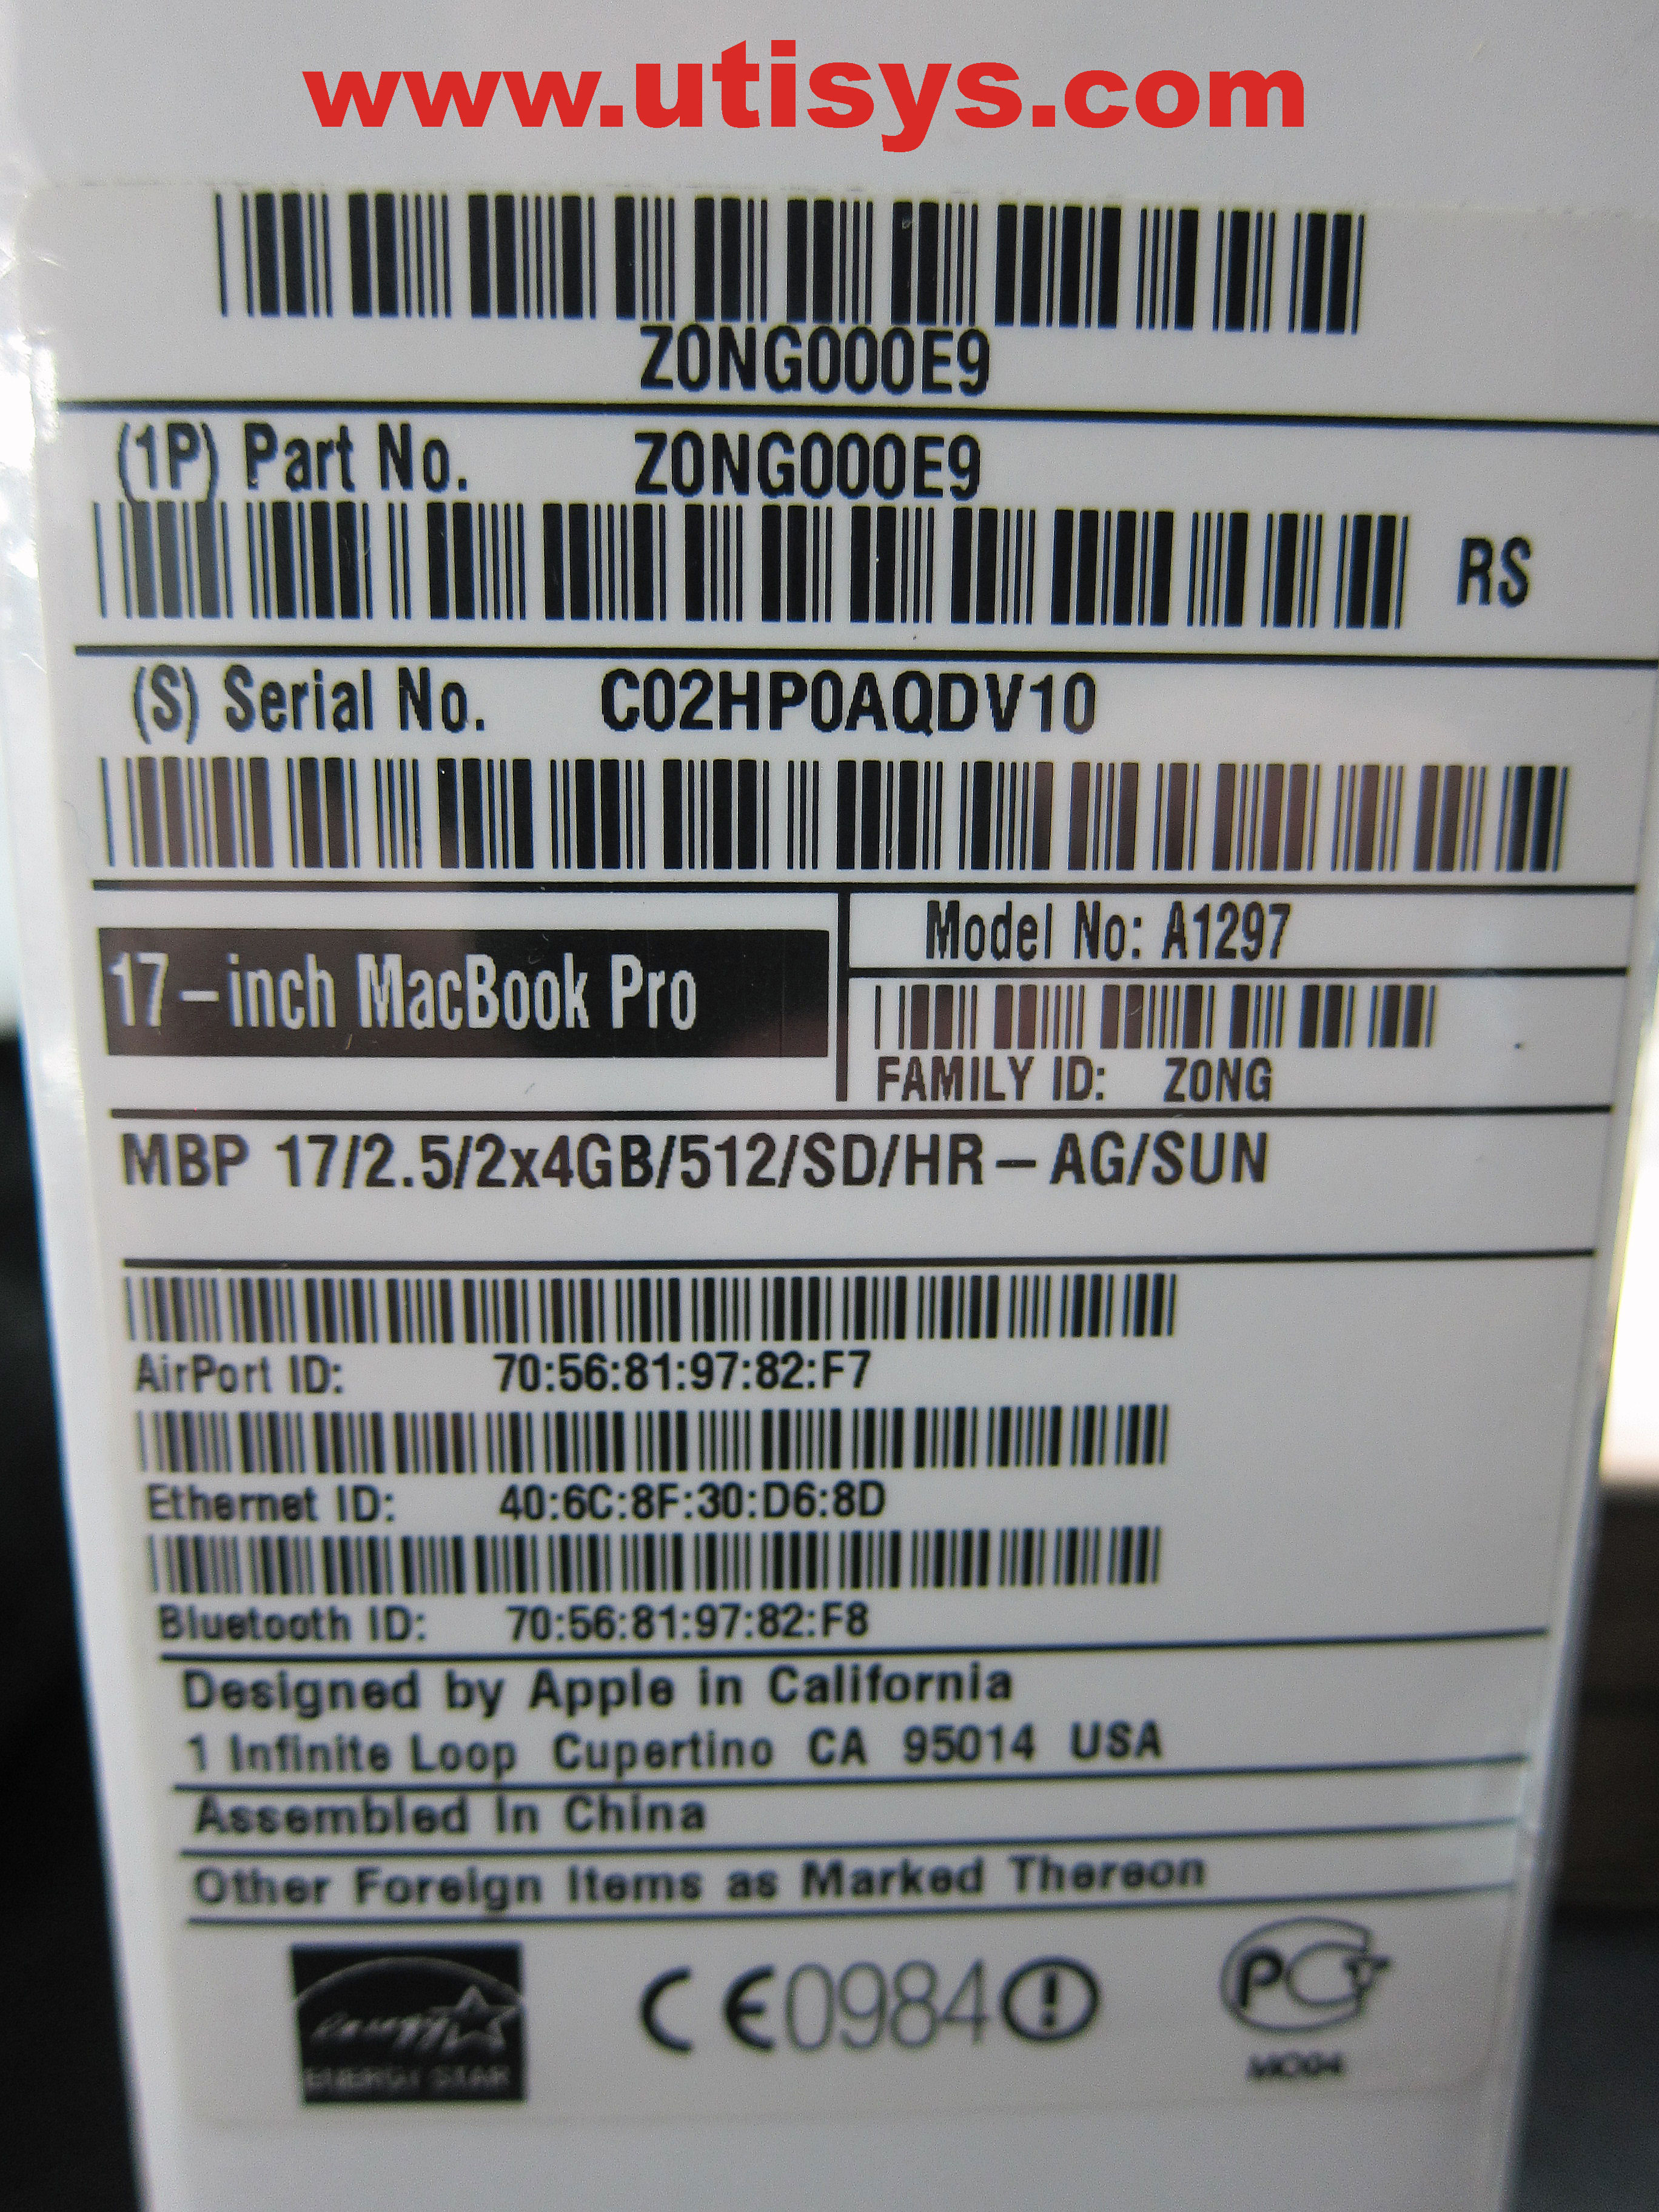 www.utisys.com
Z0NG000E9
(1P) Part No. Z0NG000E9
RS
(S) Serial No. C02HP0AQDV10
17-inch MacBook Pro
Model No: A1297
FAMILY ID: Z0NG
MBP 17/2.5/2x4GB/512/SD/HR-AG/SUN
AirPort ID: 70:56:81:97:82:F7
Ethernet ID: 40:6C:8F:30:D6:8D
Bluetooth ID: 70:56:81:97:82:F8
Designed by Apple in California
1 Infinite Loop Cupertino CA 95014 USA
Assembled In China
Other Foreign Items as Marked Thereon
energy
ENERGY STAR
CE0984
PCT